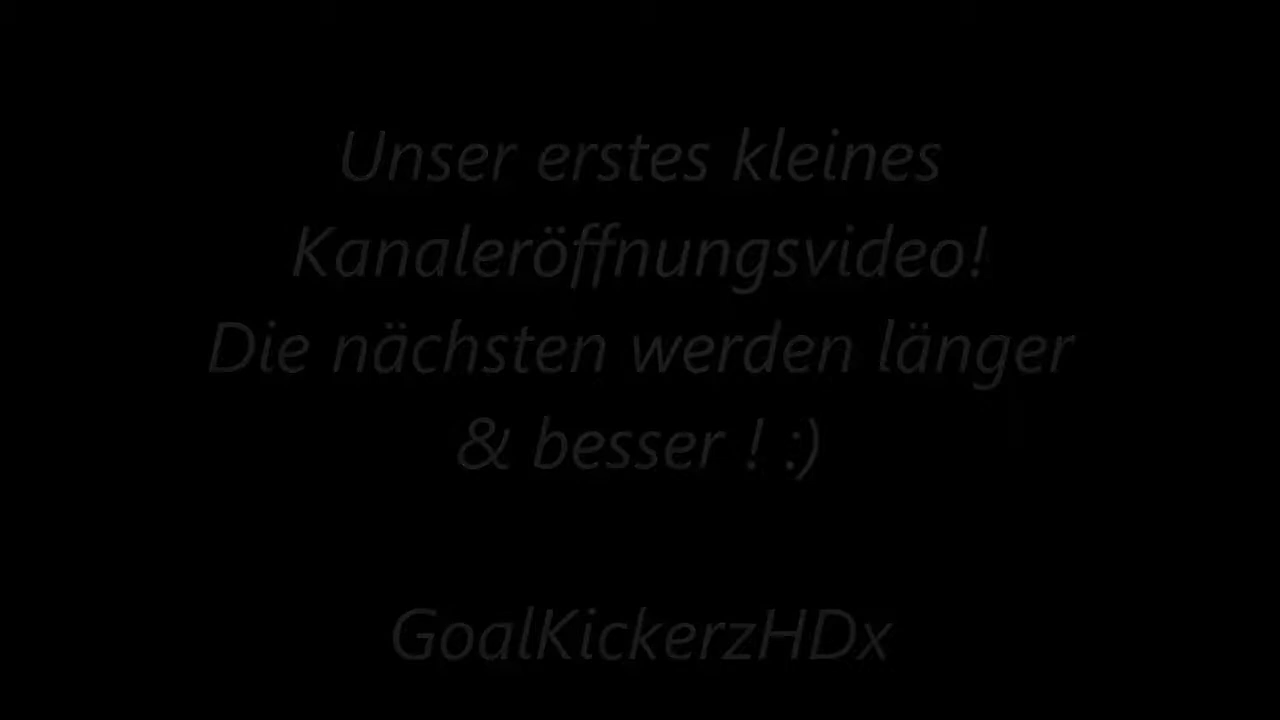 Unser erstes kleines
Kanaleröffnungsvideo!
Die nächsten werden länger
& besser ! :)
GoalKickerzHDx